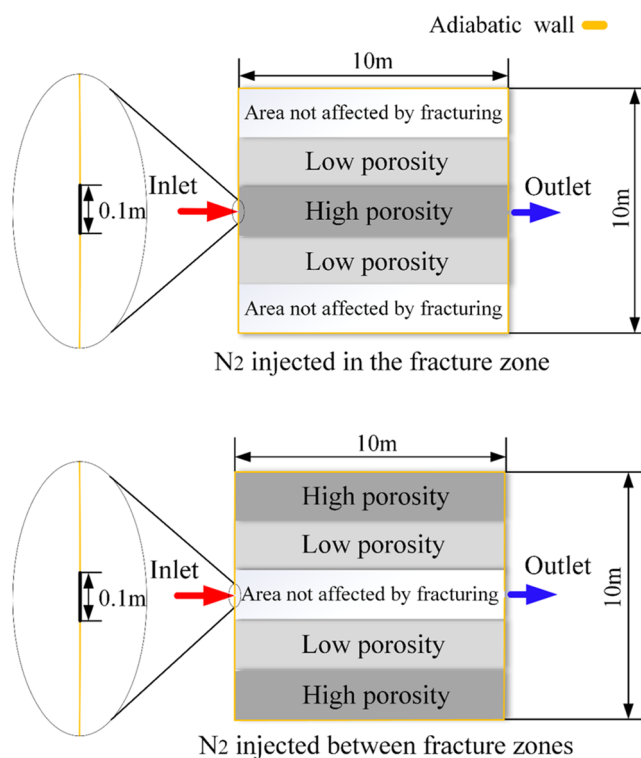 Adiabatic wall
10m
Area not affected by fracturing
Low porosity
Inlet
0.1m
High porosity
Outlet
10m
Low porosity
Area not affected by fracturing
N2 injected in the fracture zone
10m
High porosity
Low porosity
Inlet
0.1m
Area not affected by fracturing
Outlet
10m
Low porosity
High porosity
N2 injected between fracture zones